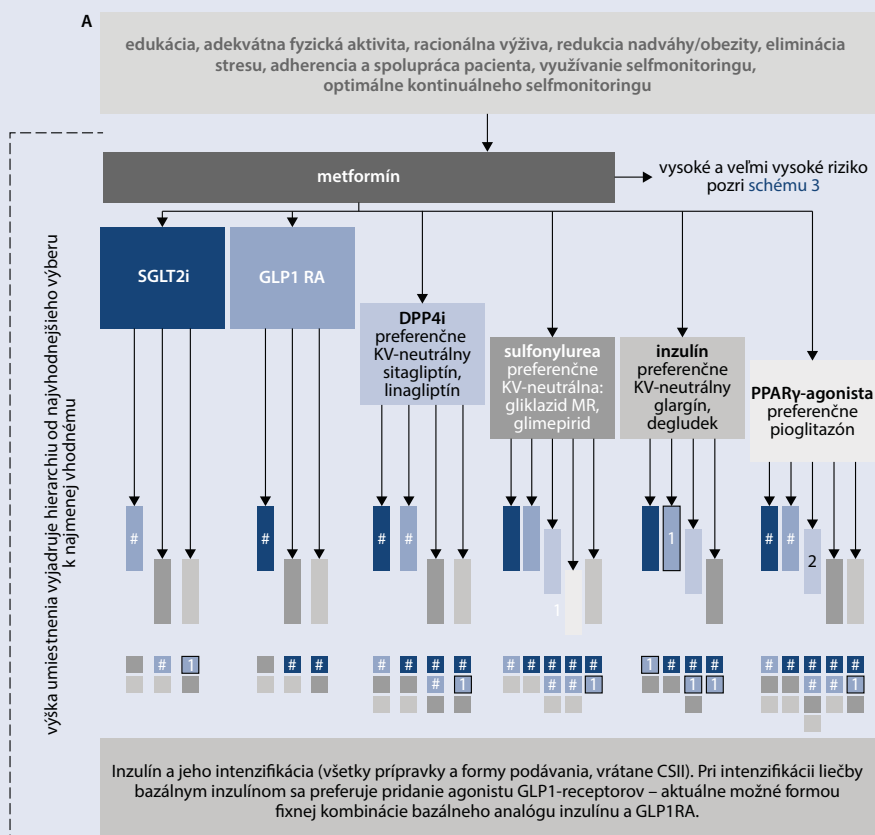 A
edukácia, adekvátna fyzická aktivita, racionálna výživa, redukcia nadváhy/obezity, eliminácia
stresu, adherencia a spolupráca pacienta, využívanie selfmonitoringu,
optimálne kontinuálneho selfmonitoringu
metformín
vysoké a veľmi vysoké riziko
pozri schému 3
výška umiestnenia vyjadruje hierarchiu od najvyhodnejšieho výberu
k najmenej vhodnému
SGLT2i
GLP1 RA
DPP4i
preferenčne
KV-neutrálny
sitagliptín,
linagliptín
sulfonylurea
preferenčne
KV-neutrálna:
gliklazid MR,
glimepirid
inzulín
preferenčne
KV-neutrálny
glargín,
degludek
PPARγ-agonista
preferenčne
pioglitazón
# # # # 1 # #
2
1
# 1 # # # # # # # # # # # 1 # # # # # # # #
# 1 # # 1 1 1 # # 1
Inzulín a jeho intenzifikácia (všetky prípravky a formy podávania, vrátane CSII). Pri intenzifikácii liečby
bazálnym inzulínom sa preferuje pridanie agonistu GLP1-receptorov – aktuálne možné formou
fixnej kombinácie bazálneho analógu inzulínu a GLP1RA.